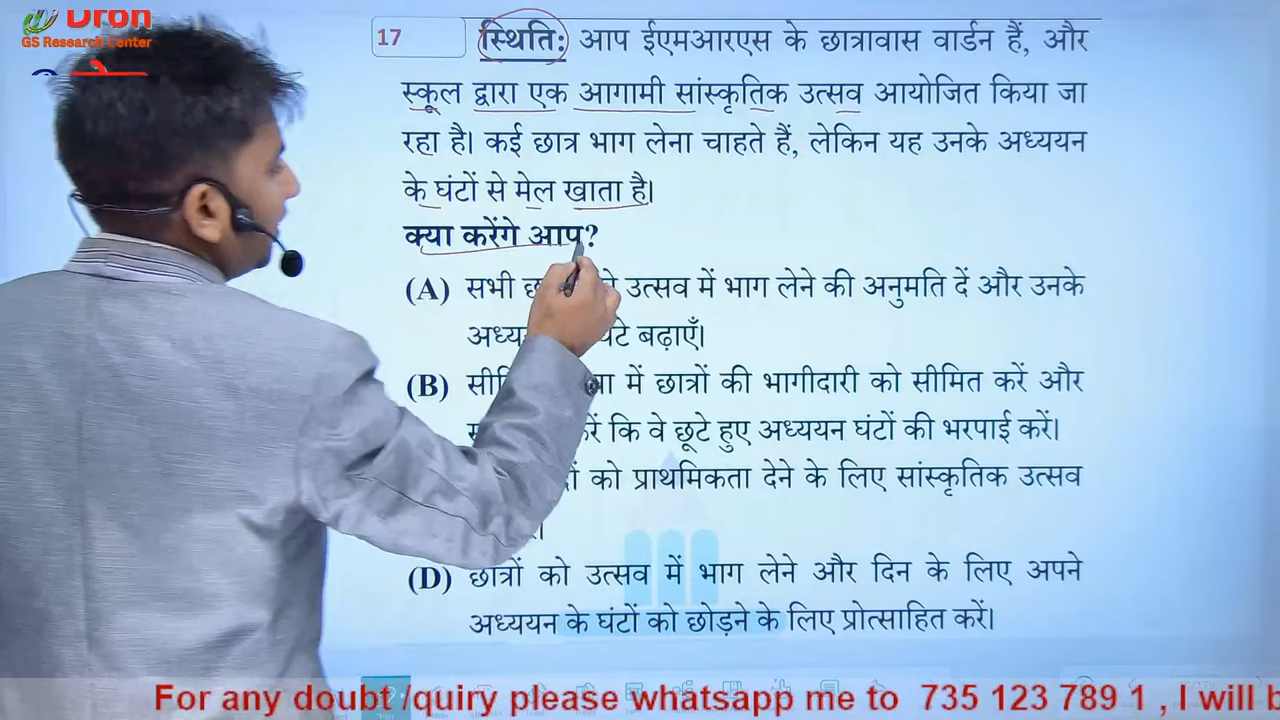 Dron
GS Research Center
17
स्थिति: आप ईएमआरएस के छात्रावास वार्डन हैं, और
स्कूल द्वारा एक आगामी सांस्कृतिक उत्सव आयोजित किया जा
रहा है। कई छात्र भाग लेना चाहते हैं, लेकिन यह उनके अध्ययन
के घंटों से मेल खाता है।
क्या करेंगे आप?
(A) सभी उत्सव में भाग लेने की अनुमति दें और उनके
बढ़ाएँ।
(B) में छात्रों की भागीदारी को सीमित करें और
कि वे छूटे हुए अध्ययन घंटों की भरपाई करें।
को प्राथमिकता देने के लिए सांस्कृतिक उत्सव
(D) छात्रों को उत्सव में भाग लेने और दिन के लिए अपने
अध्ययन के घंटों को छोड़ने के लिए प्रोत्साहित करें।
For any doubt /quiry please whatsapp me to 735 123 789 1 , I will